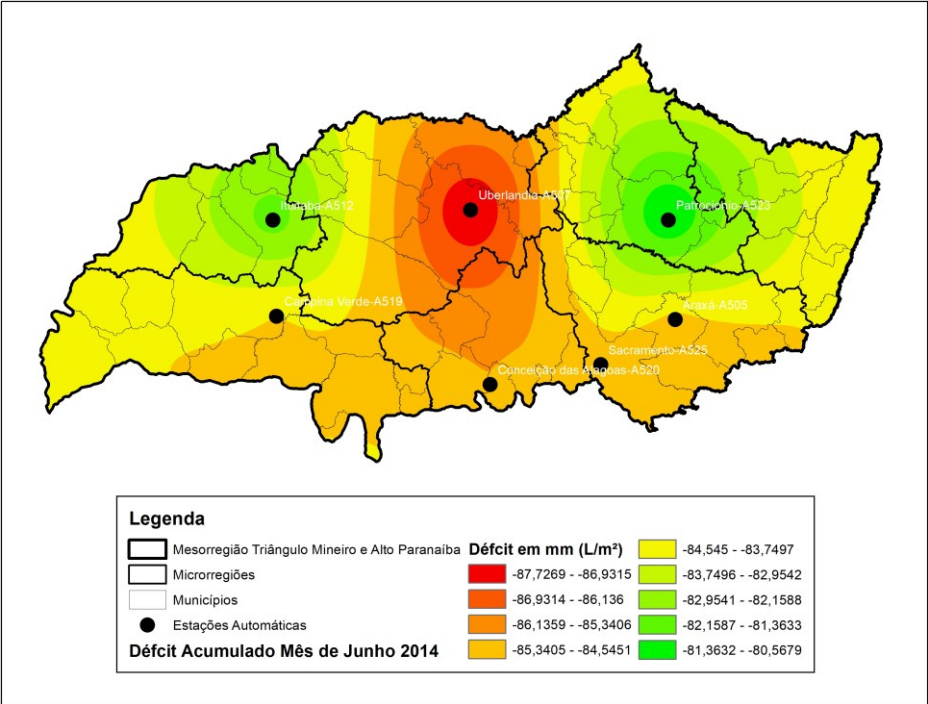 Ituitaba-A512
Uberlandia-A507
Patrocionio-A523
Campina Verde-A519
Araxá-A505
Sacramento-A525
Conceição das Alagoas-A520
Legenda
Mesorregião Triângulo Mineiro e Alto Paranaíba
Microrregiões
Municípios
Estações Automáticas
Défcit Acumulado Mês de Junho 2014
Défcit em mm (L/m²)
-87,7269 - -86,9315
-86,9314 - -86,136
-86,1359 - -85,3406
-85,3405 - -84,5451
-84,545 - -83,7497
-83,7496 - -82,9542
-82,9541 - -82,1588
-82,1587 - -81,3633
-81,3632 - -80,5679